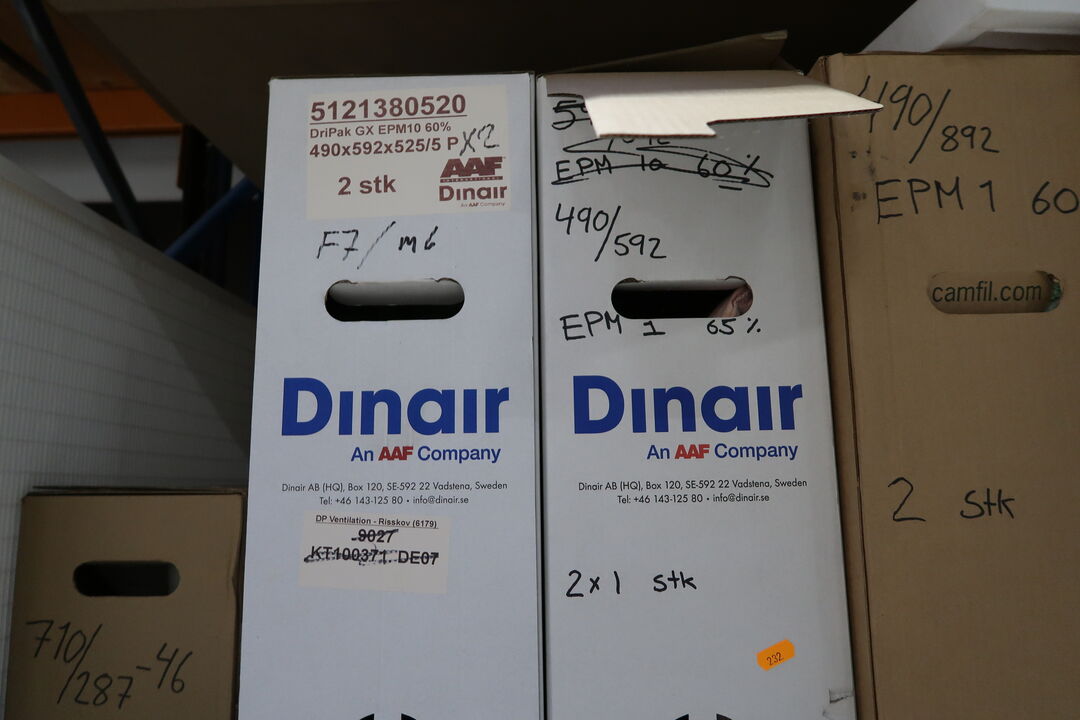 5121380520
DriPak GX EPM10 60%
490x592x525/5 P x2
2 stk
AAF
INTERNATIONAL
Dinair
An AAF Company
F7/m6
Dinair
An AAF Company
Dinair AB (HQ), Box 120, SE-592 22 Vadstena, Sweden
Tel: +46 143-125 80 • info@dinair.se
DP Ventilation - Risskov (6179)
9027
KT100371. DE07
EPM 10 60%
490/592
EPM 1 65%
Dinair
An AAF Company
Dinair AB (HQ), Box 120, SE-592 22 Vadstena, Sweden
Tel: +46 143-125 80 • info@dinair.se
2x1 stk
232
490/892
EPM 1 60
camfil.com
2 Stk
710/287-46